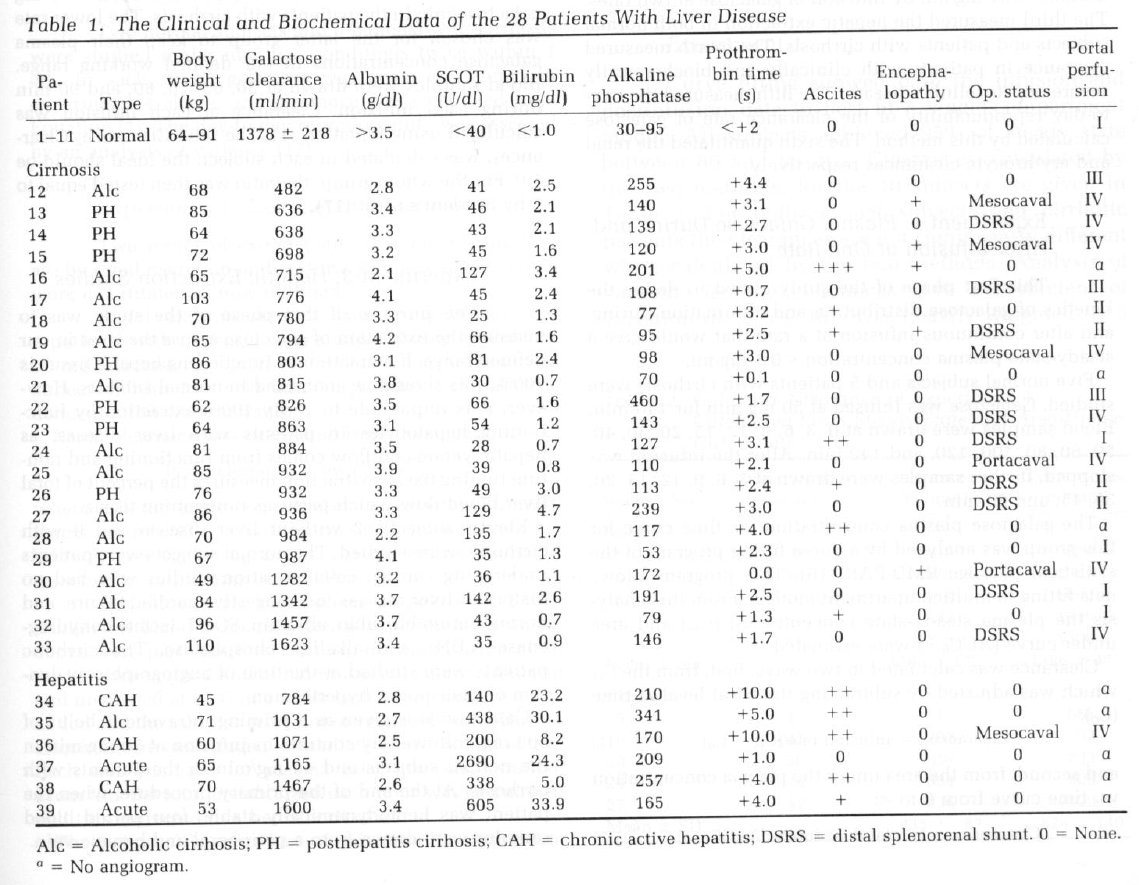 Table 1. The Clinical and Biochemical Data of the 28 Patients With Liver Disease
Pa-tient Type Body weight (kg) Galactose clearance (ml/min) Albumin (g/dl) SGOT (U/dl) Bilirubin (mg/dl) Alkaline phosphatase Prothrom-bin time (s) Ascites Encepha-lopathy Op. status Portal perfu-sion
1–11 Normal 64–91 1378 ± 218 >3.5 <40 <1.0 30–95 <+2 0 0 0 I
Cirrhosis
12 Alc 68 482 2.8 41 2.5 255 +4.4 0 0 0 III
13 PH 85 636 3.4 46 2.1 140 +3.1 0 + Mesocaval IV
14 PH 64 638 3.3 43 2.1 139 +2.7 0 0 DSRS IV
15 PH 72 698 3.2 45 1.6 120 +3.0 0 + Mesocaval IV
16 Alc 65 715 2.1 127 3.4 201 +5.0 +++ + 0 a
17 Alc 103 776 4.1 45 2.4 108 +0.7 0 0 DSRS III
18 Alc 70 780 3.3 25 1.3 77 +3.2 + 0 0 II
19 Alc 65 794 4.2 66 1.6 95 +2.5 + + DSRS II
20 PH 86 803 3.1 81 2.4 98 +3.0 0 0 Mesocaval IV
21 Alc 81 815 3.8 30 0.7 70 +0.1 0 0 0 a
22 PH 62 826 3.5 66 1.6 460 +1.7 0 0 DSRS III
23 PH 64 863 3.1 54 1.2 143 +2.5 + 0 DSRS IV
24 Alc 81 884 3.5 28 0.7 127 +3.1 ++ 0 DSRS I
25 Alc 85 932 3.9 39 0.8 110 +2.1 0 0 Portacaval IV
26 PH 76 932 3.3 49 3.0 113 +2.4 + 0 DSRS II
27 Alc 86 936 3.3 129 4.7 239 +3.0 0 0 DSRS II
28 Alc 70 984 2.2 135 1.7 117 +4.0 ++ 0 0 a
29 PH 67 987 3.8 35 1.3 53 +2.3 0 0 0 II
30 Alc 49 1282 3.2 36 1.1 172 0.0 0 + Portacaval IV
31 Alc 84 1342 3.7 142 2.6 191 +2.5 0 0 DSRS
32 Alc 96 1457 3.7 43 0.7 79 +1.3 0 0 0 I
33 Alc 110 1623 3.4 35 0.9 146 +1.7 0 0 DSRS IV
Hepatitis
34 CAH 45 784 2.8 140 23.2 210 +10.0 ++ 0 0 a
35 Alc 71 1031 2.7 438 30.1 341 +5.0 ++ 0 0 a
36 CAH 60 1071 2.5 200 8.2 170 +10.0 ++ 0 Mesocaval IV
37 Acute 65 1165 3.1 2690 24.3 209 +1.0 0 0 0 a
38 CAH 70 1467 2.9 338 5.0 257 +4.0 ++ 0 0 a
39 Acute 53 1600 3.4 605 33.9 165 +4.0 + 0 0 a
Alc = Alcoholic cirrhosis; PH = posthepatitis cirrhosis; CAH = chronic active hepatitis; DSRS = distal splenorenal shunt. 0 = None.
a = No angiogram.